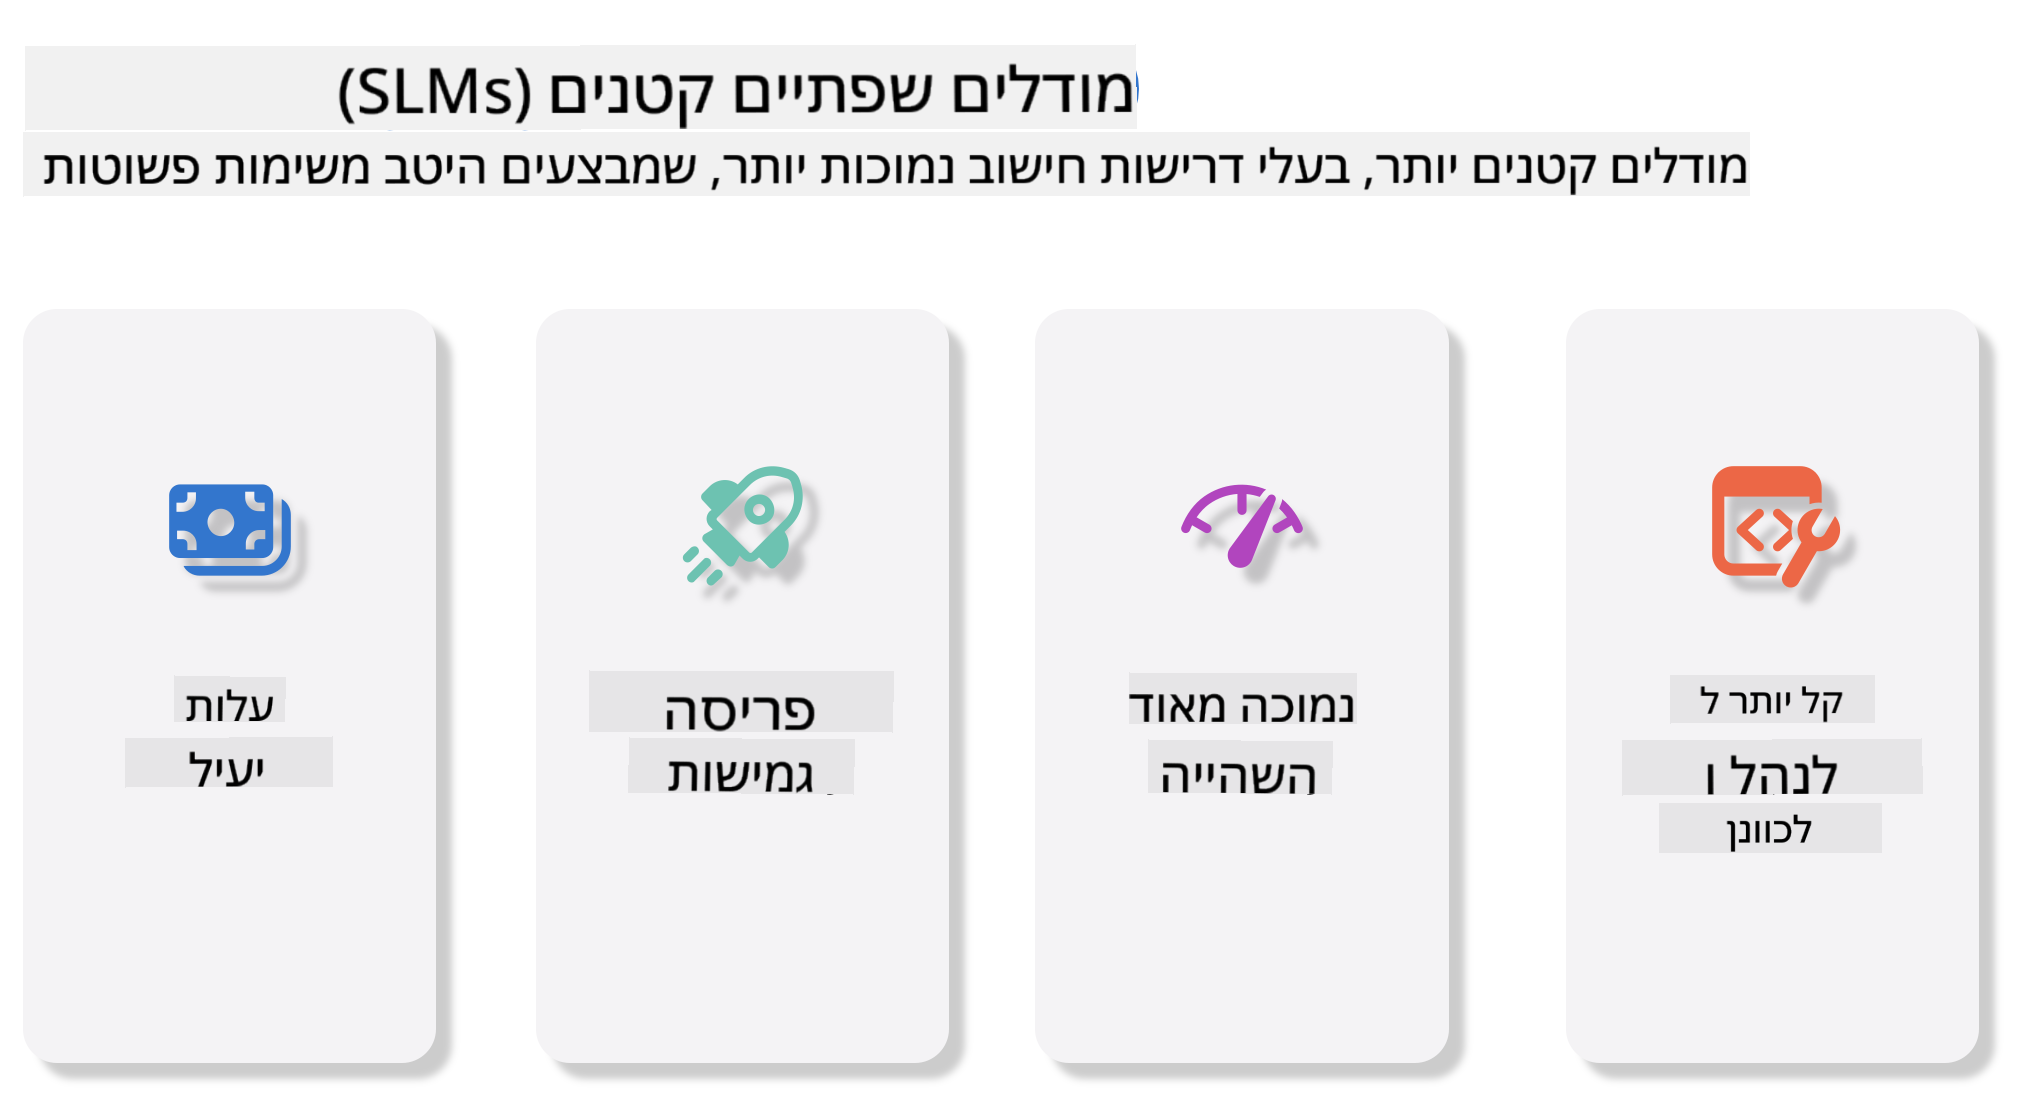 מודלים שפתיים קטנים (SLMs)
מודלים קטנים יותר, בעלי דרישות חישוב נמוכות יותר, שמבצעים היטב משימות פשוטות
עלות
יעיל
פריסה
גמישות
נמוכה מאוד
השהייה
קל יותר ל
לנהל ו
לכוונן